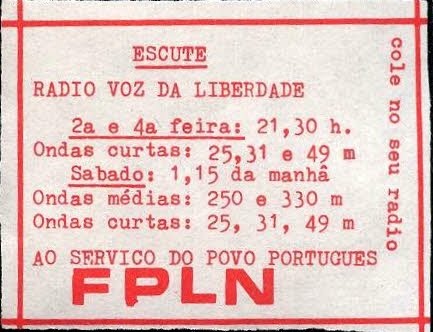 ESCUTE
RADIO VOZ DA LIBERDADE
2a e 4a feira: 21,30 h.
Ondas curtas: 25,31 e 49 m
Sabado: 1,15 da manhã
Ondas médias: 250 e 330 m
Ondas curtas: 25, 31, 49 m
AO SERVICO DO POVO PORTUGUES
FPLN
cole no seu radio